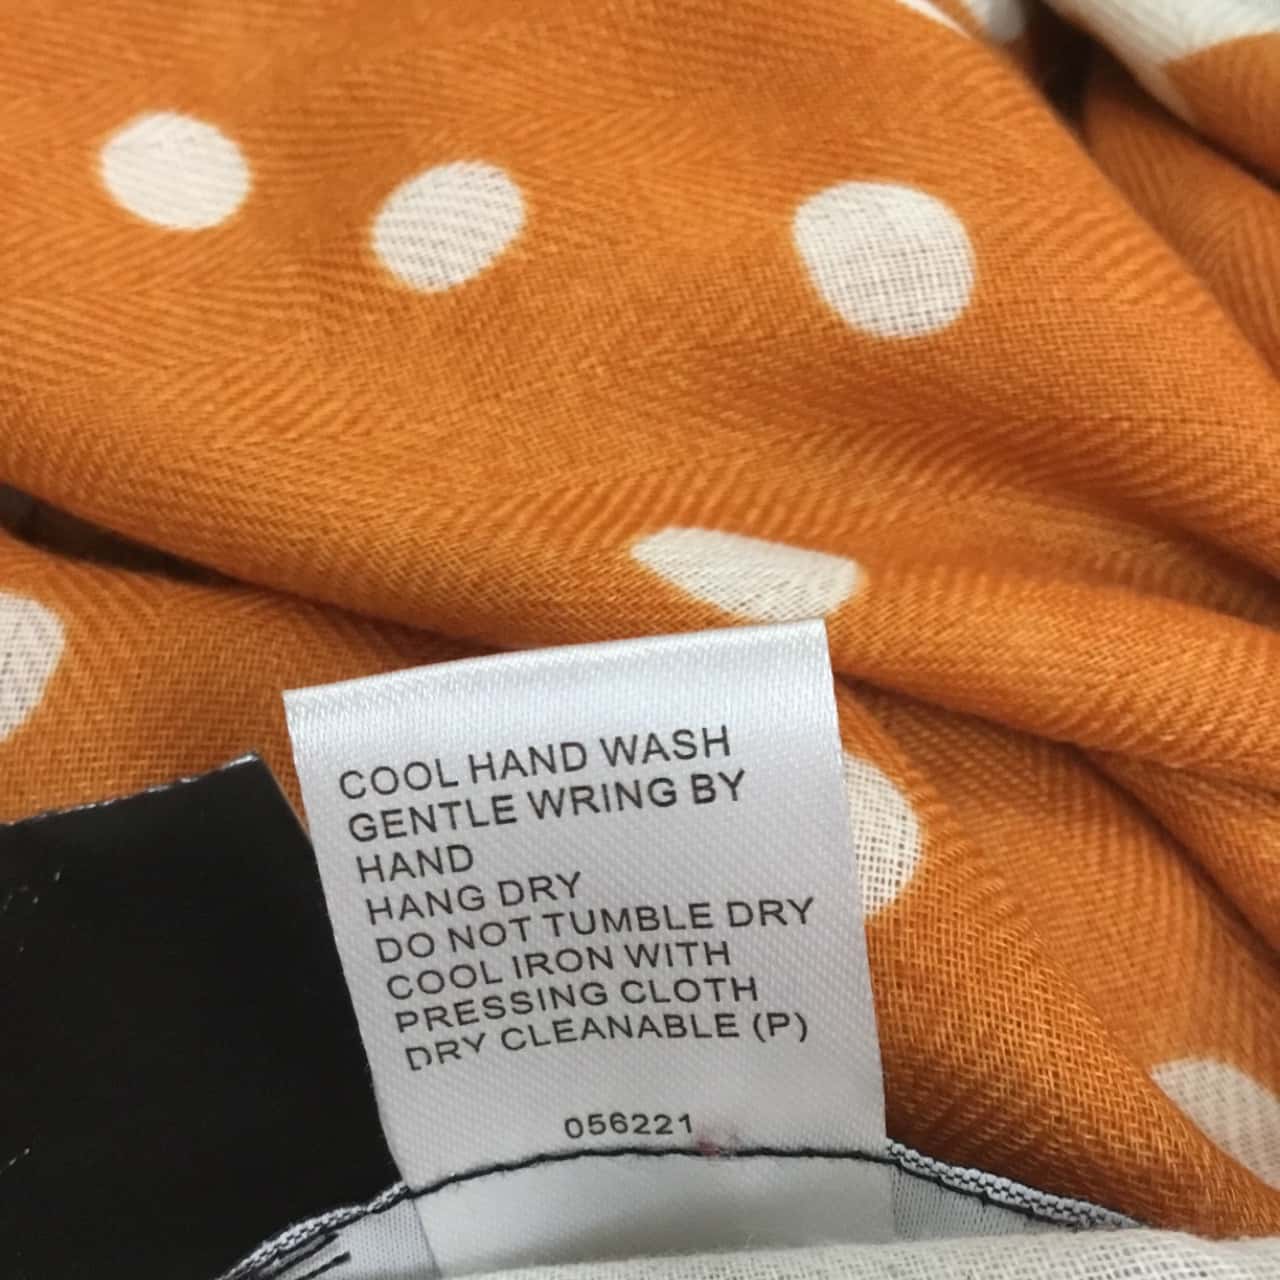 COOL HAND WASH
GENTLE WRING BY
HAND
HANG DRY
DO NOT TUMBLE DRY
COOL IRON WITH
PRESSING CLOTH
DRY CLEANABLE (P)
056221